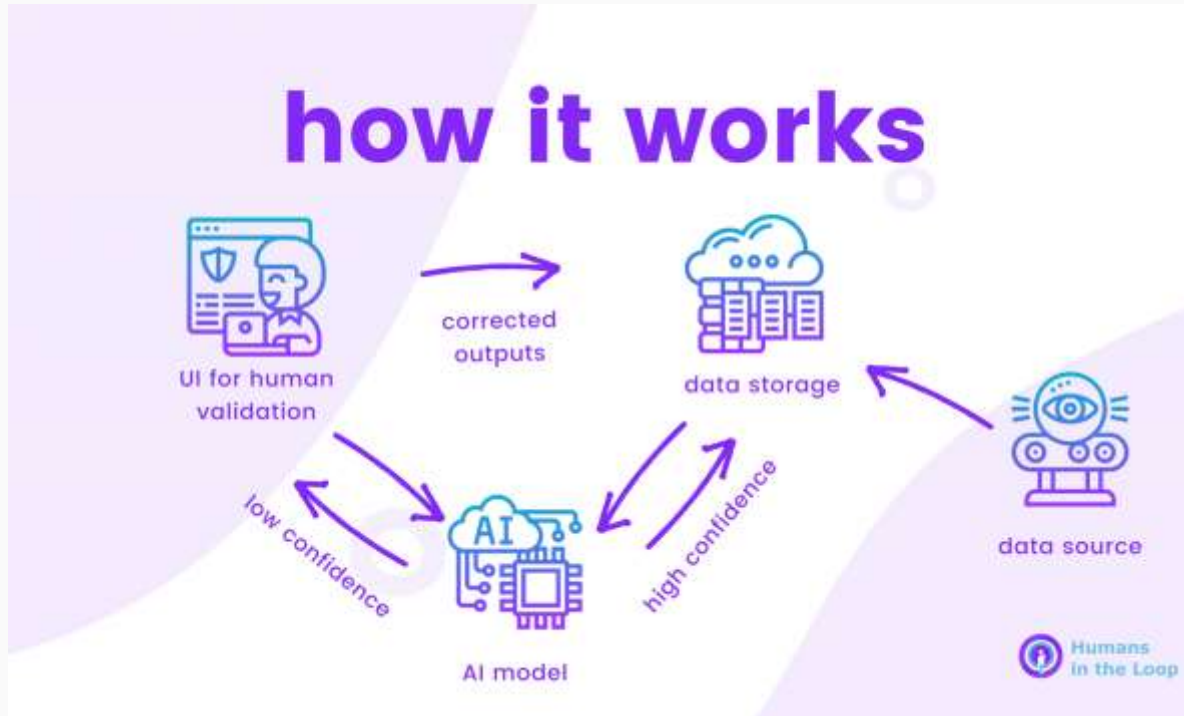 how it works
corrected
outputs
UI for human
validation
data storage
low confidence
AI
high confidence
data source
AI model
Humans
in the Loop